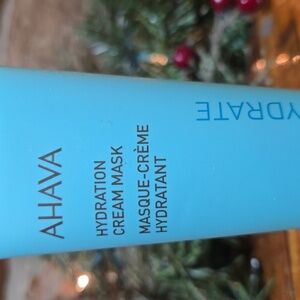 AHAVA
HYDRATION
CREAM MASK
MASQUE-CRÈME
HYDRATANT
YDRATE